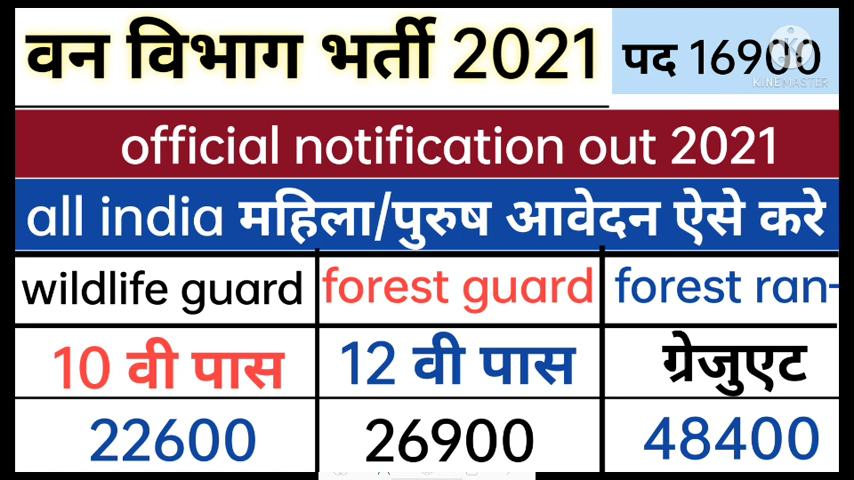 वन विभाग भर्ती 2021 पद 16900
KINEMASTER
official notification out 2021
all india महिला/पुरुष आवेदन ऐसे करे
wildlife guard forest guard forest ran-
10 वी पास 12 वी पास ग्रेजुएट
22600 26900 48400